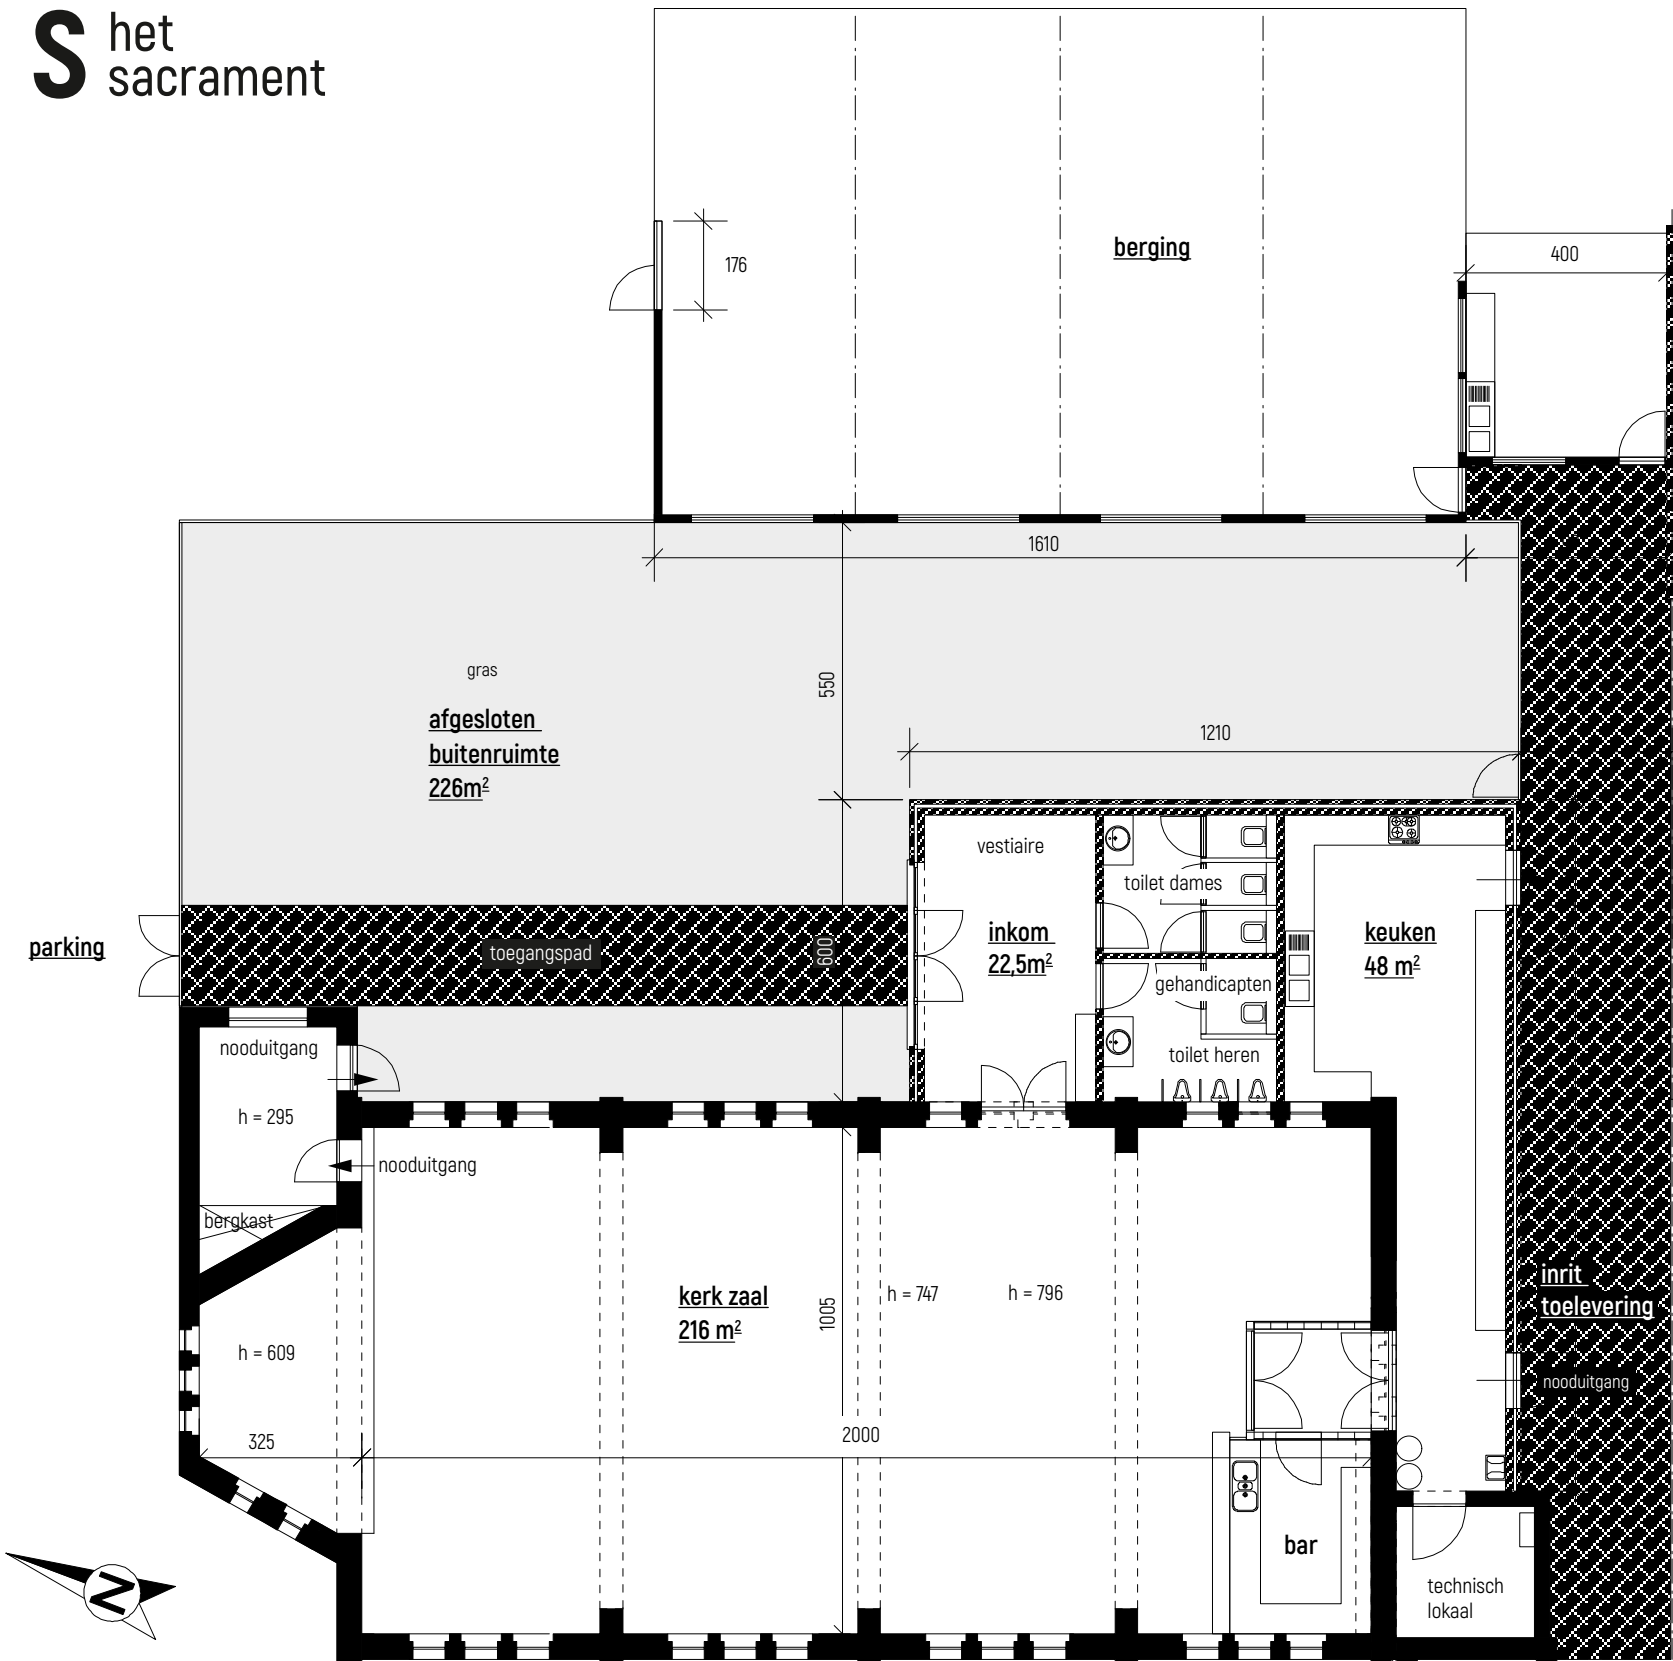 S het
sacrament
berging
176
400
1610
gras
550
afgesloten
buitenruimte
226m²
1210
vestiaire
toilet dames
parking
toegangspad
600
inkom
22,5m²
keuken
48 m²
gehandicapten
toilet heren
nooduitgang
h = 295
nooduitgang
bergkast
kerk zaal
216 m²
1005
h = 747
h = 796
inrit
toelevering
h = 609
nooduitgang
325
2000
bar
technisch
lokaal
N